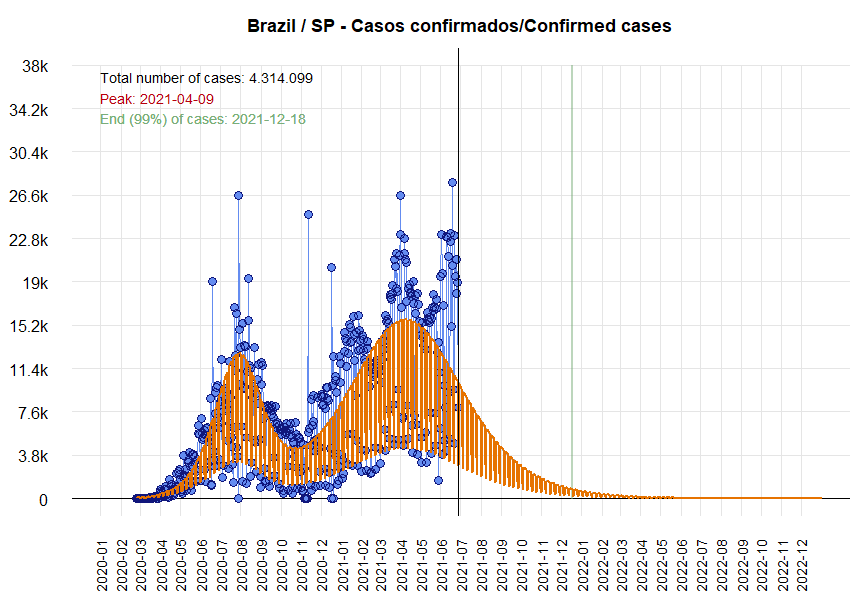 Brazil / SP - Casos confirmados/Confirmed cases
38k
Total number of cases: 4.314.099
Peak: 2021-04-09
34.2k
End (99%) of cases: 2021-12-18
30.4k
26.6k
22.8k
19k
15.2k
11.4k
7.6k
3.8k
0
2020-01
2020-02
2020-03
2020-04
2020-05
2020-06
2020-07
2020-08
2020-09
2020-10
2020-11
2020-12
2021-01
2021-02
2021-03
2021-04
2021-05
2021-06
2021-07
2021-08
2021-09
2021-10
2021-11
2021-12
2022-01
2022-02
2022-03
2022-04
2022-05
2022-06
2022-07
2022-08
2022-09
2022-10
2022-11
2022-12